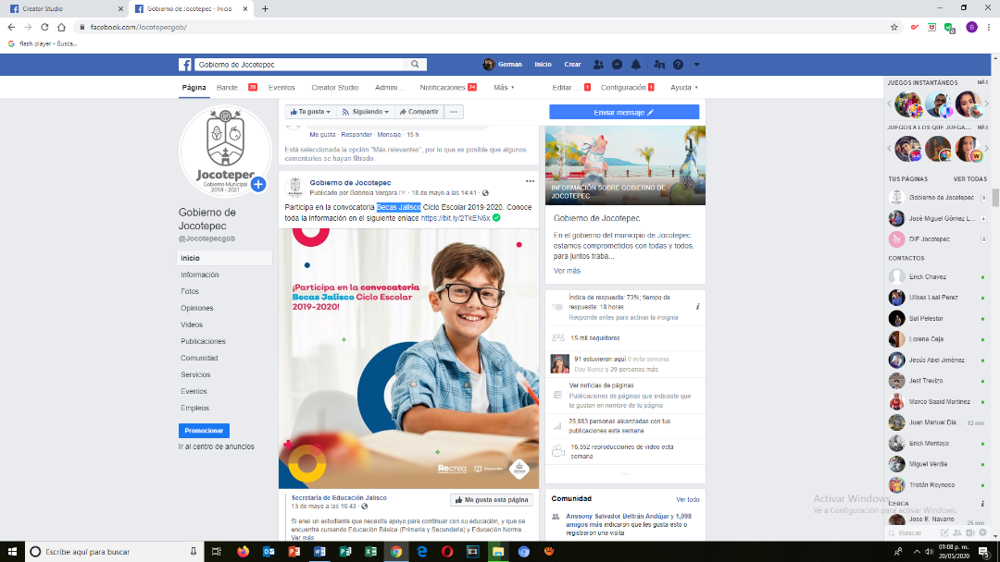 Creator Studio
Gobierno de Jocotepec - Inicio
facebook.com/Jocotepecgob/
flash player - Busca...
Gobierno de Jocotepec
German
Inicio
Crear
Página
Bande
28
Eventos
Creator Studio
Admini...
Notificaciones
24
Más
Editar ...
1
Configuración
1
Ayuda
Jocotepec
Gobierno Municipal
2018 - 2021
Gobierno de
Jocotepec
@Jocotepecgob
Inicio
Información
Fotos
Opiniones
Videos
Publicaciones
Comunidad
Servicios
Eventos
Empleos
Promocionar
Ir al centro de anuncios
Te gusta
Siguiendo
Compartir
Me gusta · Responder · Mensaje · 15 h
Está seleccionada la opción "Más relevantes", por lo que es posible que algunos
comentarios se hayan filtrado.
Gobierno de Jocotepec
Publicado por Gabriela Vergara [?] · 18 de mayo a las 14:41 ·
Participa en la convocatoria Becas Jalisco Ciclo Escolar 2019-2020. Conoce
toda la información en el siguiente enlace https://bit.ly/2TkEN6x
¡Participa en la convocatoria
Becas Jalisco Ciclo Escolar
2019-2020!
Recrea
Educación
Jalisco
Secretaría de Educación Jalisco
13 de mayo a las 16:43 ·
Me gusta esta página
Si eres un estudiante que necesita apoyo para continuar con su educación, y que se
encuentra cursando Educación Básica (Primaria y Secundaria) y Educación Norma...
Ver más
Enviar mensaje
INFORMACIÓN SOBRE GOBIERNO DE
JOCOTEPEC
Gobierno de Jocotepec
En el gobierno del municipio de Jocotepec
estamos comprometidos con todas y todos,
para juntos traba...
Ver más
Índice de respuesta: 73%; tiempo de
respuesta: 18 horas
Responde antes para activar la insignia
15 mil seguidores
91 estuvieron aquí 0 esta semana
Day Barez y 29 personas más
Ver noticias de páginas
Publicaciones de páginas que indicaste que
te gustan en nombre de tu página
25,983 personas alcanzadas con tus
publicaciones esta semana
16,552 reproducciones de video esta
semana
Comunidad
Ver todo
Anssony Salvador Beltrán Andújar y 1,098
amigos más indicaron que les gusta esto o
registraron una visita
JUEGOS INSTANTÁNEOS
MÁS
JUEGOS A LOS QUE JUEGA...
MÁS
TUS PÁGINAS
VER TODAS
Gobierno de Jocotepec
8
José Miguel Gómez L...
4
DIF Jocotepec
8
CONTACTOS
Erick Chavez
Ulises Leal Perez
Sal Pelestor
Lorena Ceja
Jesús Abel Jiménez
Jest Trevizo
Marco Saaid Martinez
Juan Manuel Dia...
12 min
Erick Montoya
Miguel Verdia
Tristán Reynoso
CERCA
Jose E. Navarro
25 min
Buscar
Activar Windows
Ve a Configuración para activar Windows.
Escribe aquí para buscar
01:08 p. m.
20/05/2020
5